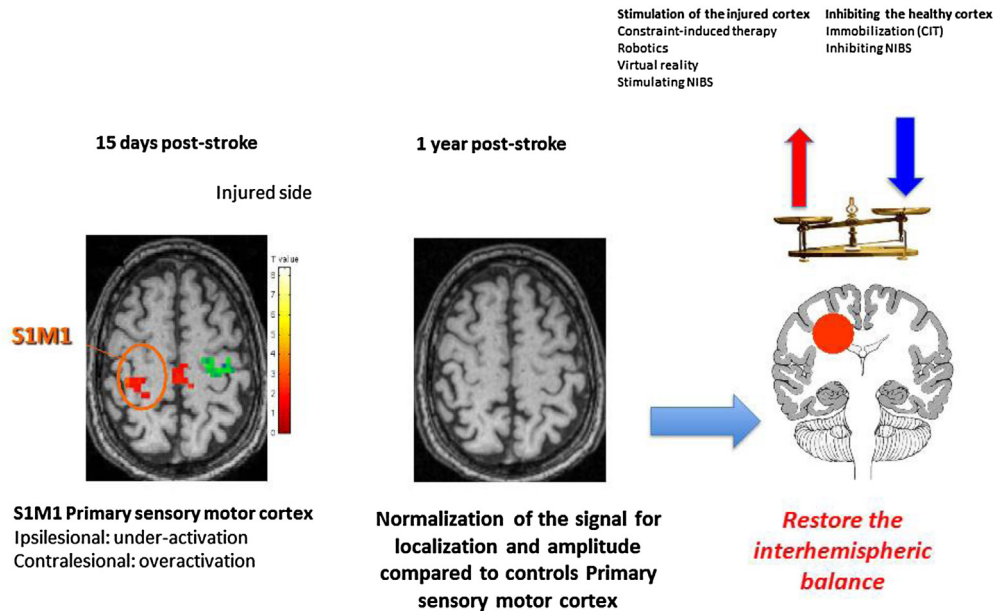 Stimulation of the injured cortex
Constraint-induced therapy
Robotics
Virtual reality
Stimulating NIBS
Inhibiting the healthy cortex
Immobilization (CIT)
Inhibiting NIBS
15 days post-stroke
Injured side
T value
8
7
6
5
4
3
2
1
0
S1M1
S1M1 Primary sensory motor cortex
Ipsilesional: under-activation
Contralesional: overactivation
1 year post-stroke
Normalization of the signal for
localization and amplitude
compared to controls Primary
sensory motor cortex
Restore the
interhemispheric
balance